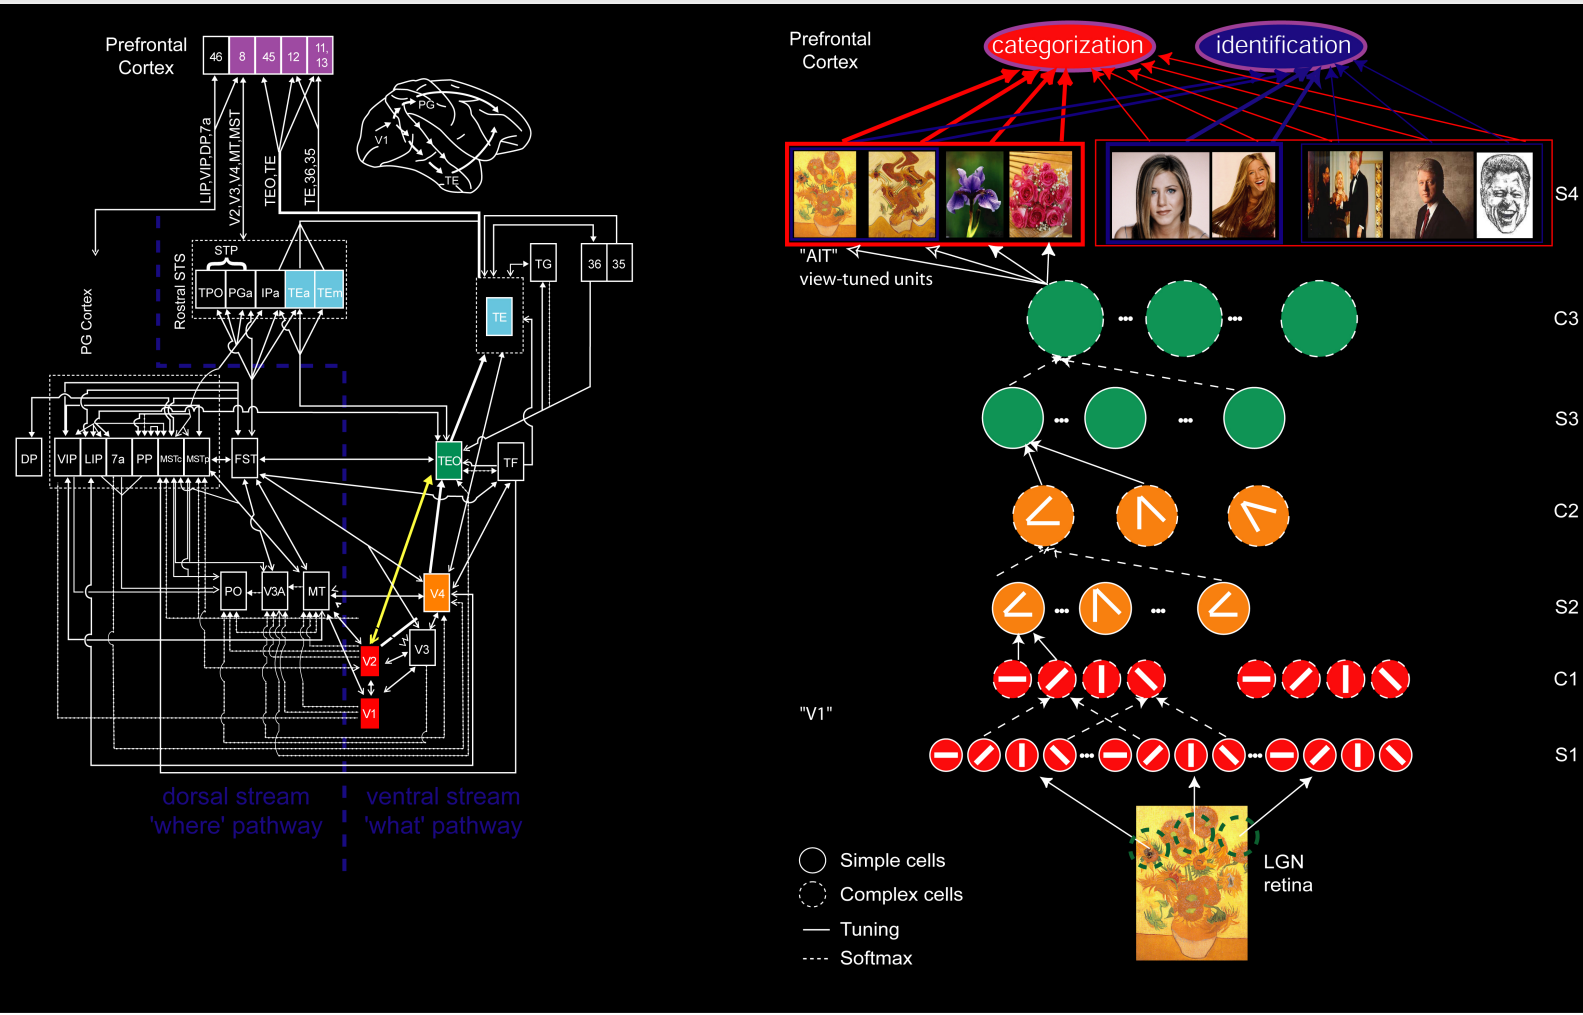 Prefrontal
Cortex
46
8
45
12
11,
13
LIP,VIP,DP,7a
V2,V3,V4,MT,MST
TEO,TE
TE,36,35
PG
V1
TE
Rostral STS
STP
TPO
PGa
IPa
TEa
TEm
PG Cortex
TG
36
35
TE
DP
VIP
LIP
7a
PP
MSTc
MSTp
FST
TEO
TF
PO
V3A
MT
V4
V3
V2
V1
dorsal stream
'where' pathway
ventral stream
'what' pathway
Prefrontal
Cortex
categorization
identification
S4
"AIT"
view-tuned units
C3
S3
C2
S2
C1
"V1"
S1
LGN
retina
Simple cells
Complex cells
Tuning
Softmax